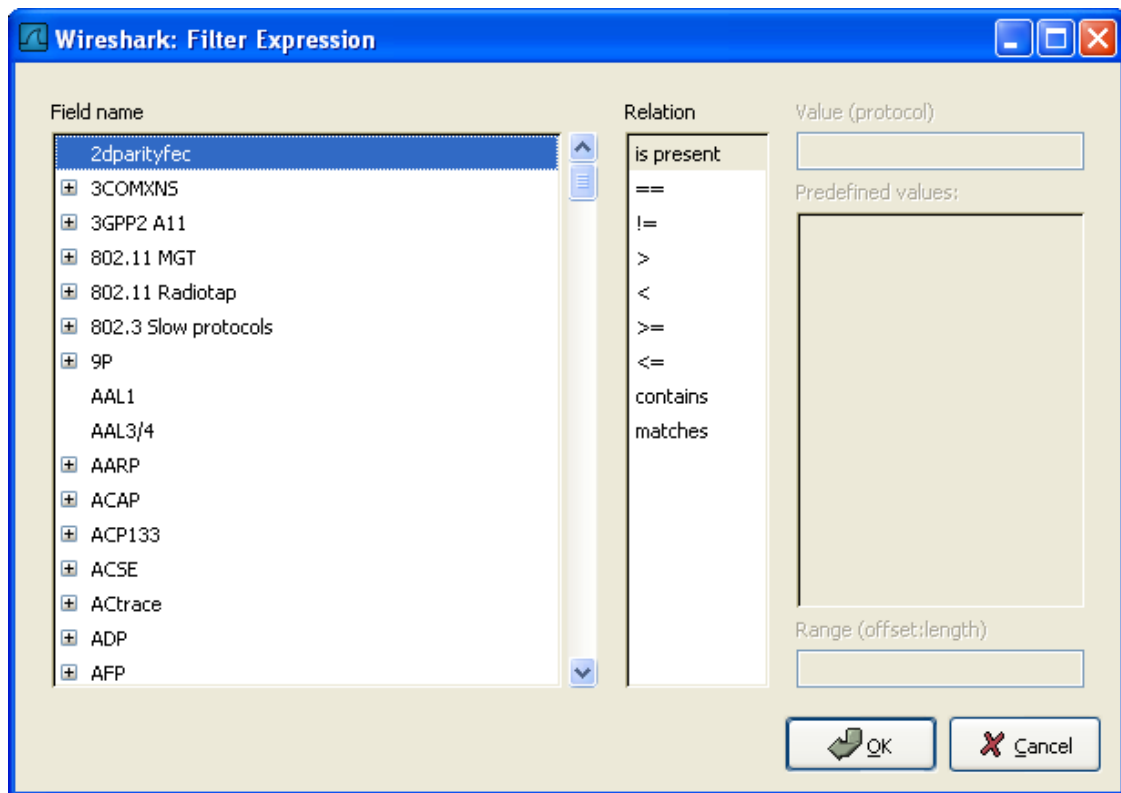 Wireshark: Filter Expression
Field name
2dparityfec
3COMXNS
3GPP2 A11
802.11 MGT
802.11 Radiotap
802.3 Slow protocols
9P
AAL1
AAL3/4
AARP
ACAP
ACP133
ACSE
ACtrace
ADP
AFP
Relation
is present
==
!=
>
<
>=
<=
contains
matches
Value (protocol)
Predefined values:
Range (offset:length)
OK
Cancel